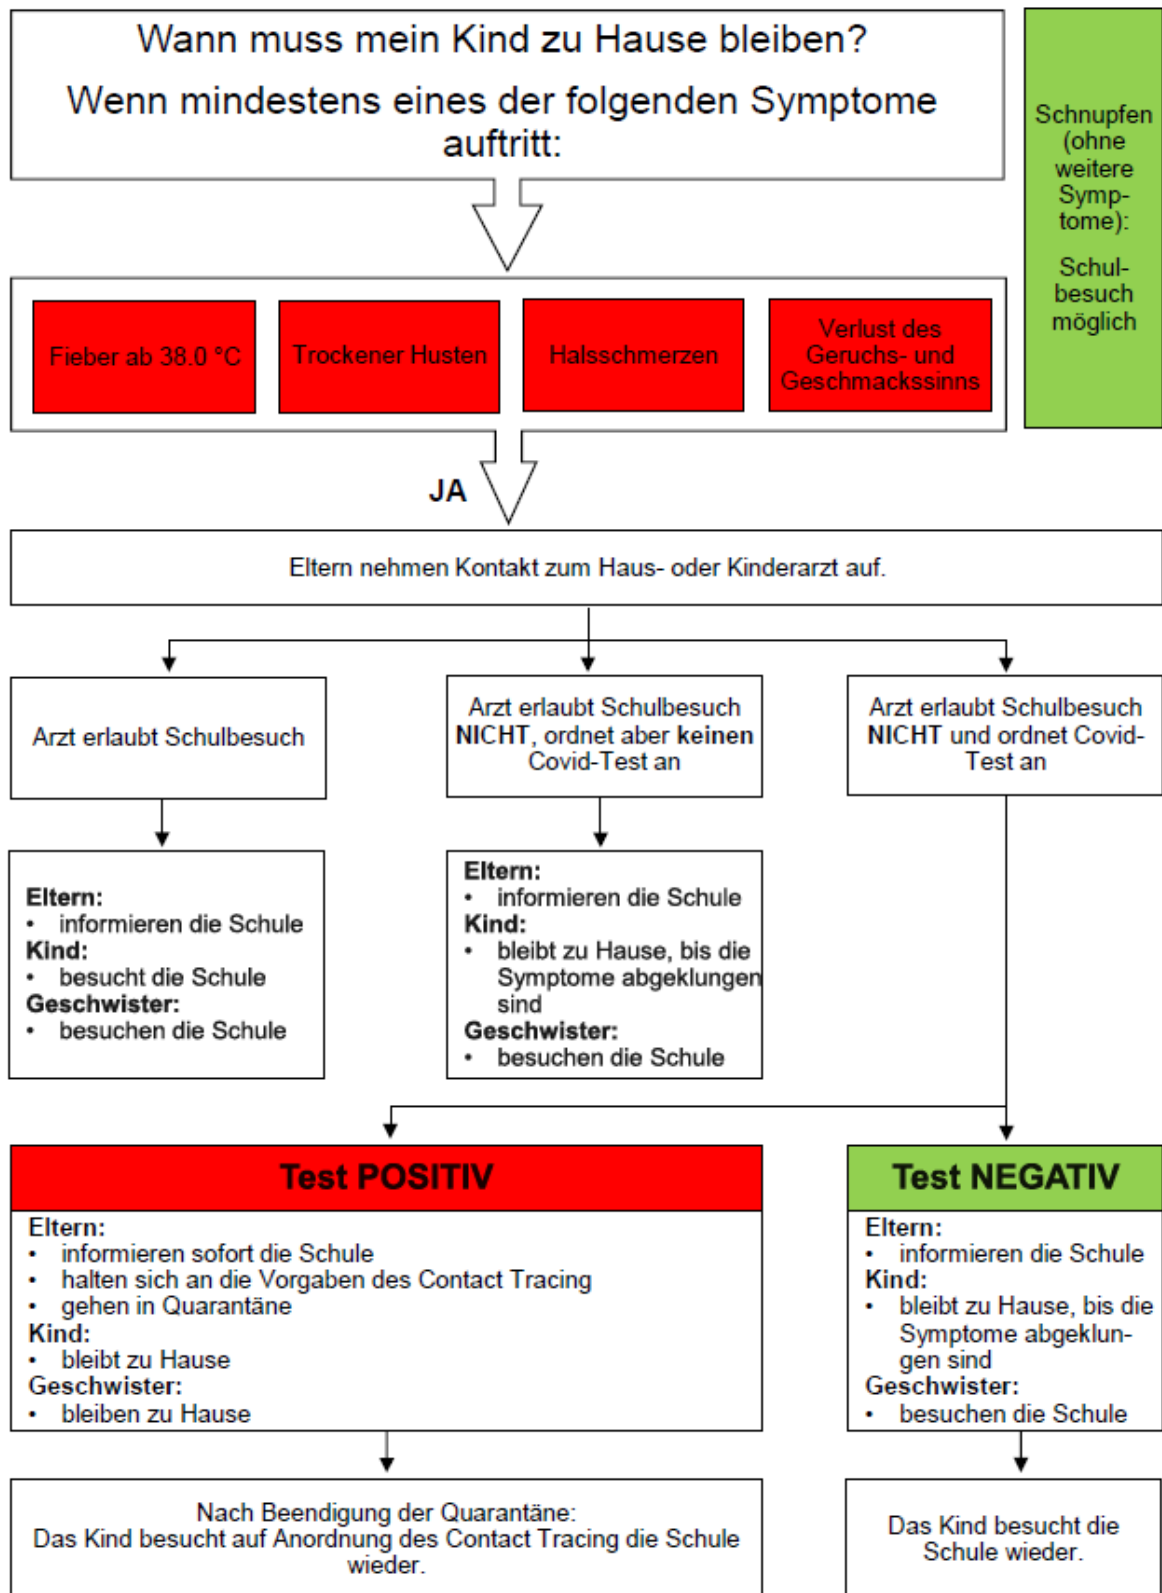 Wann muss mein Kind zu Hause bleiben?
Wenn mindestens eines der folgenden Symptome
auftritt:
Schnupfen
(ohne
weitere
Symp-
tome):
Schul-
besuch
möglich
Fieber ab 38.0 °C
Trockener Husten
Halsschmerzen
Verlust des
Geruchs- und
Geschmackssinns
JA
Eltern nehmen Kontakt zum Haus- oder Kinderarzt auf.
Arzt erlaubt Schulbesuch
Arzt erlaubt Schulbesuch
NICHT, ordnet aber keinen
Covid-Test an
Arzt erlaubt Schulbesuch
NICHT und ordnet Covid-
Test an
Eltern:
• informieren die Schule
Kind:
• besucht die Schule
Geschwister:
• besuchen die Schule
Eltern:
• informieren die Schule
Kind:
• bleibt zu Hause, bis die
Symptome abgeklungen
sind
Geschwister:
• besuchen die Schule
Test POSITIV
Eltern:
• informieren sofort die Schule
• halten sich an die Vorgaben des Contact Tracing
• gehen in Quarantäne
Kind:
• bleibt zu Hause
Geschwister:
• bleiben zu Hause
Test NEGATIV
Eltern:
• informieren die Schule
Kind:
• bleibt zu Hause, bis die
Symptome abgeklun-
gen sind
Geschwister:
• besuchen die Schule
Nach Beendigung der Quarantäne:
Das Kind besucht auf Anordnung des Contact Tracing die Schule
wieder.
Das Kind besucht die
Schule wieder.